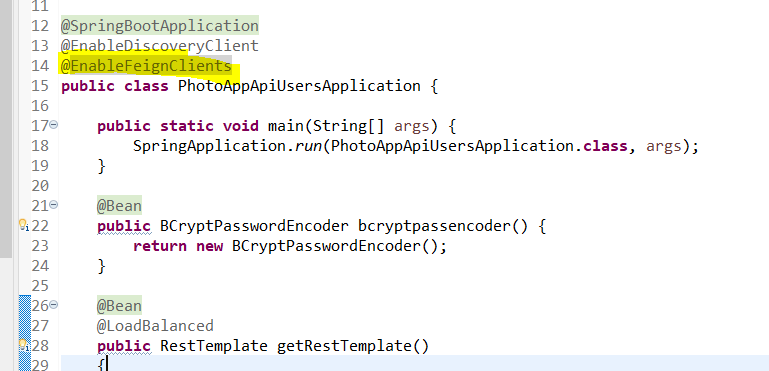 11
12 @SpringBootApplication
13 @EnableDiscoveryClient
14 @EnableFeignClients
15 public class PhotoAppApiUsersApplication {
16
17 public static void main(String[] args) {
18 SpringApplication.run(PhotoAppApiUsersApplication.class, args);
19 }
20
21 @Bean
22 public BCryptPasswordEncoder bcryptpassencoder() {
23 return new BCryptPasswordEncoder();
24 }
25
26 @Bean
27 @LoadBalanced
28 public RestTemplate getRestTemplate()
29 {